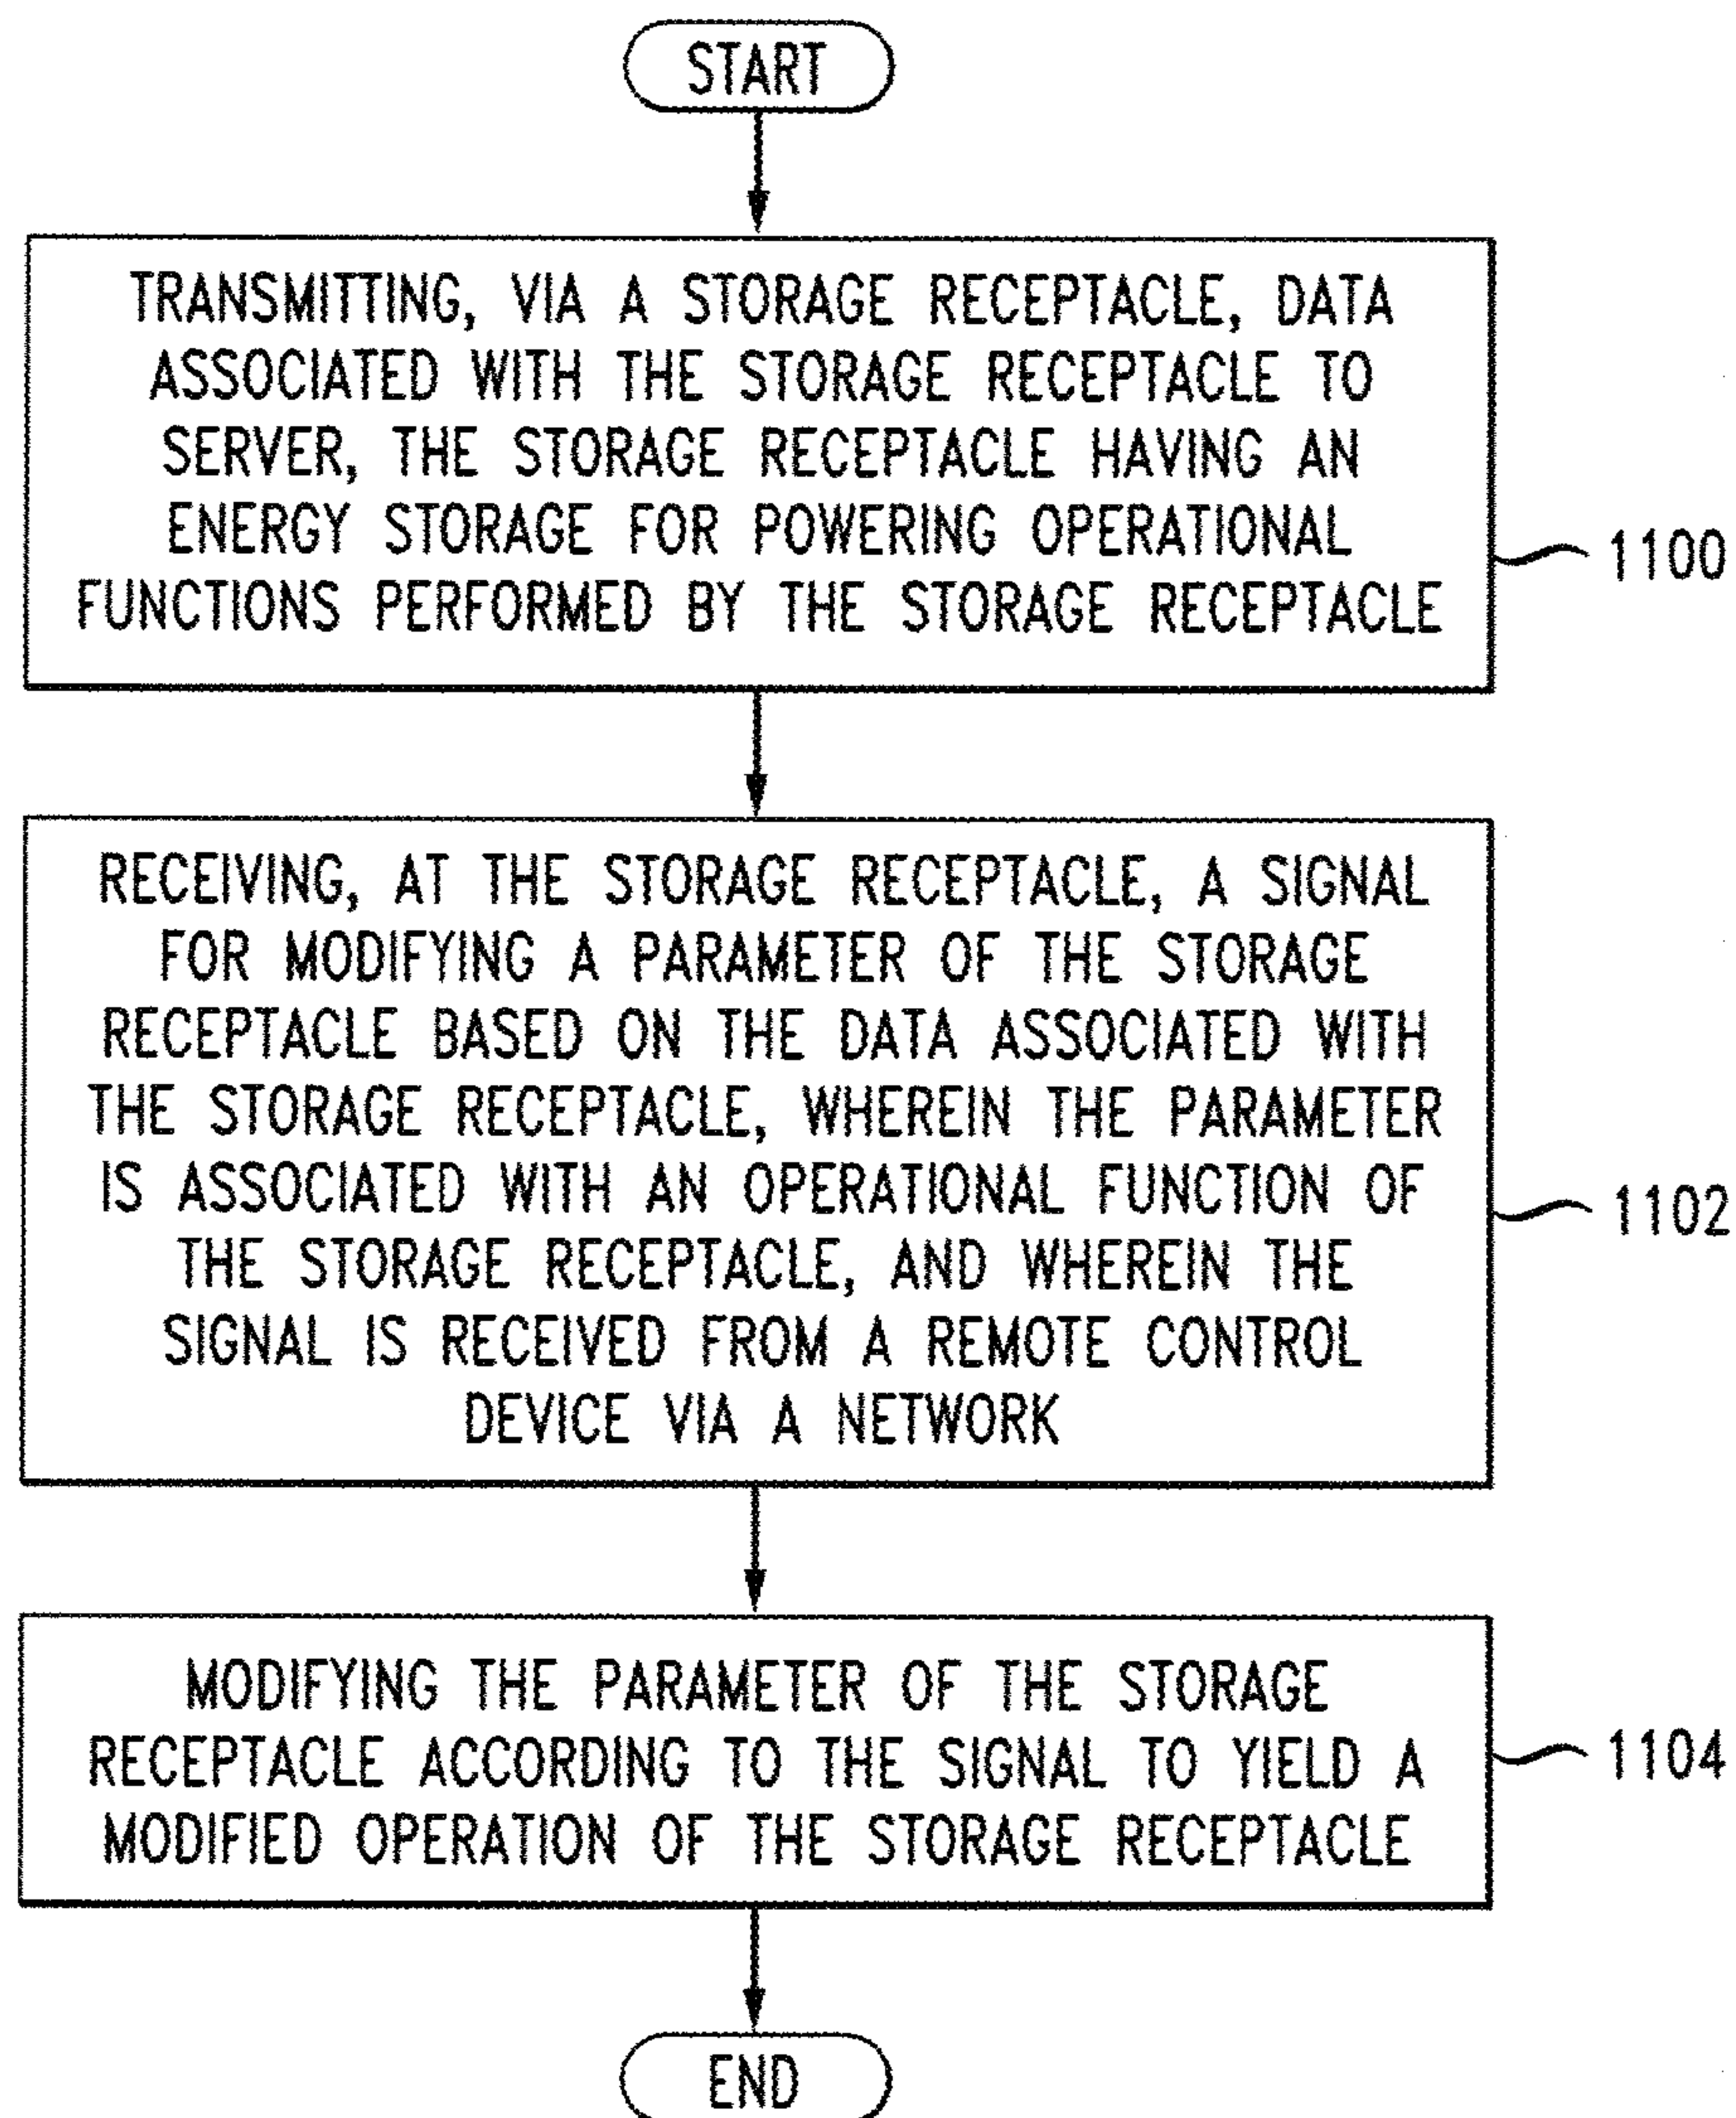 START
TRANSMITTING, VIA A STORAGE RECEPTACLE, DATA
ASSOCIATED WITH THE STORAGE RECEPTACLE TO
SERVER, THE STORAGE RECEPTACLE HAVING AN
ENERGY STORAGE FOR POWERING OPERATIONAL
FUNCTIONS PERFORMED BY THE STORAGE RECEPTACLE
1100
RECEIVING, AT THE STORAGE RECEPTACLE, A SIGNAL
FOR MODIFYING A PARAMETER OF THE STORAGE
RECEPTACLE BASED ON THE DATA ASSOCIATED WITH
THE STORAGE RECEPTACLE, WHEREIN THE PARAMETER
IS ASSOCIATED WITH AN OPERATIONAL FUNCTION OF
THE STORAGE RECEPTACLE, AND WHEREIN THE
SIGNAL IS RECEIVED FROM A REMOTE CONTROL
DEVICE VIA A NETWORK
1102
MODIFYING THE PARAMETER OF THE STORAGE
RECEPTACLE ACCORDING TO THE SIGNAL TO YIELD A
MODIFIED OPERATION OF THE STORAGE RECEPTACLE
1104
END